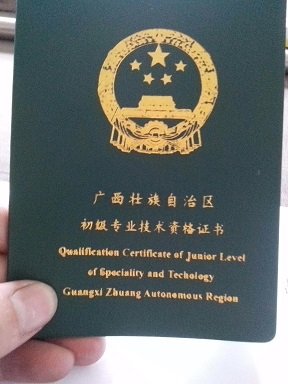 广西壮族自治区
初级专业技术资格证书
Qualification Certificate of Junior Level
of Speciality and Techology
Guangxi Zhuang Autonomous Region